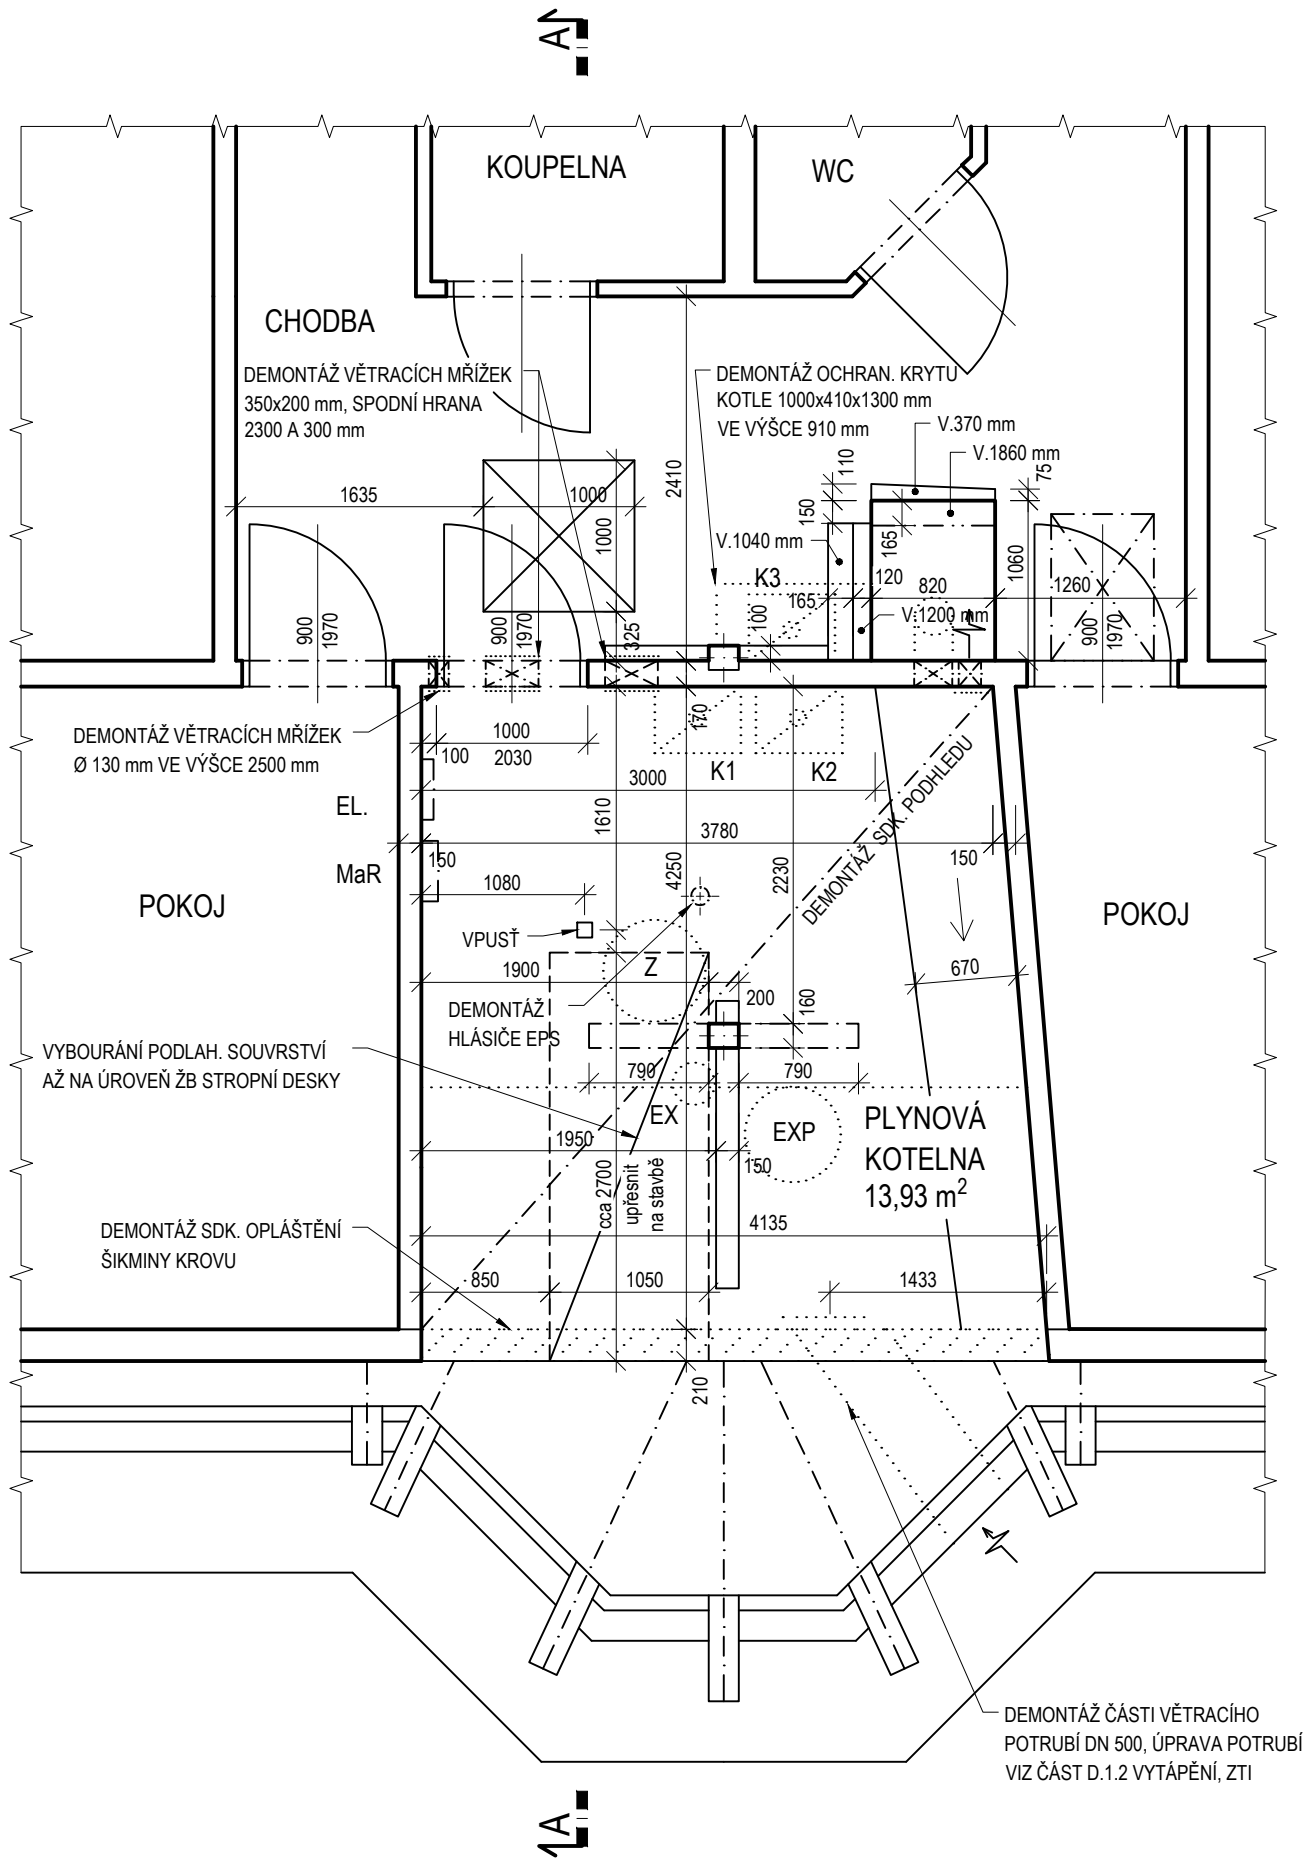 A
KOUPELNA
WC
CHODBA
DEMONTÁŽ VĚTRACÍCH MŘÍŽEK
350x200 mm, SPODNÍ HRANA
2300 A 300 mm
DEMONTÁŽ OCHRAN. KRYTU
KOTLE 1000x410x1300 mm
VE VÝŠCE 910 mm
V.370 mm
V.1860 mm
2410
110
75
1635
1000
1000
150
165
V.1040 mm
1060
K3
165
120
820
1260
V.1200 mm
100
325
900
1970
900
1970
900
1970
170
DEMONTÁŽ VĚTRACÍCH MŘÍŽEK
Ø 130 mm VE VÝŠCE 2500 mm
1000
100
2030
K1
K2
3000
EL.
1610
3780
DEMONTÁŽ SDK. PODHLEDU
150
150
MaR
1080
4250
2230
POKOJ
POKOJ
VPUSŤ
Z
1900
670
DEMONTÁŽ
HLÁSIČE EPS
200
160
VYBOURÁNÍ PODLAH. SOUVRSTVÍ
AŽ NA ÚROVEŇ ŽB STROPNÍ DESKY
790
790
EX
EXP
PLYNOVÁ
KOTELNA
13,93 m²
1950
150
cca 2700
upřesnit
na stavbě
4135
DEMONTÁŽ SDK. OPLÁŠTĚNÍ
ŠIKMINY KROVU
850
1050
1433
210
DEMONTÁŽ ČÁSTI VĚTRACÍHO
POTRUBÍ DN 500, ÚPRAVA POTRUBÍ
VIZ ČÁST D.1.2 VYTÁPĚNÍ, ZTI
A